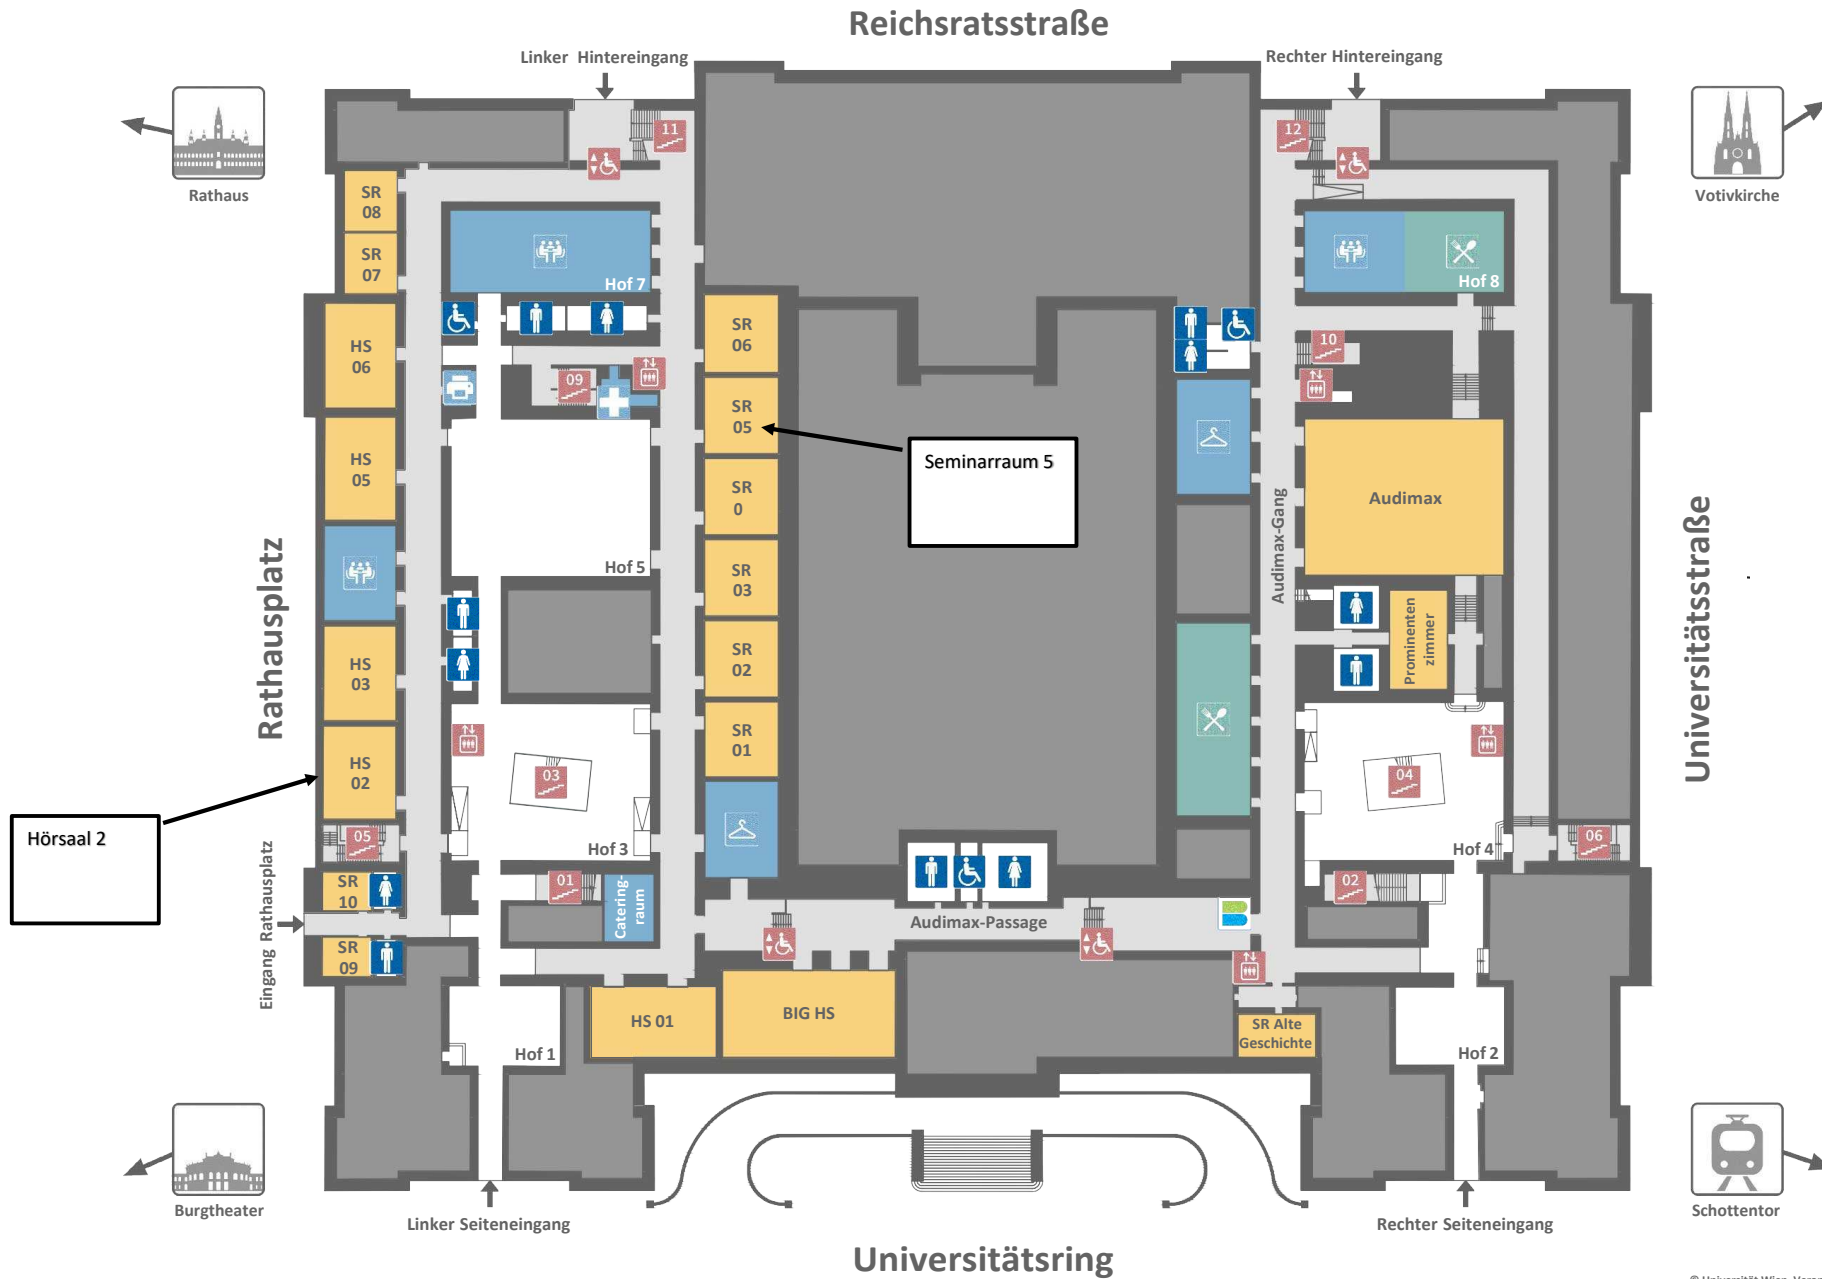 Reichsratsstraße
Linker Hintereingang
Rechter Hintereingang
Rathaus
Votivkirche
11
12
SR
08
SR
07
Hof 7
Hof 8
HS
06
SR
06
09
10
SR
05
HS
05
Seminarraum 5
SR
0
Audimax
Audimax-Gang
Hof 5
SR
03
Rathausplatz
Universitätsstraße
HS
03
SR
02
Prominenten
zimmer
SR
01
HS
02
03
04
Hörsaal 2
05
Hof 3
Hof 4
06
SR
10
01
Catering-
raum
02
Audimax-Passage
Eingang Rathausplatz
SR
09
HS 01
BIG HS
SR Alte
Geschichte
Hof 1
Hof 2
Burgtheater
Linker Seiteneingang
Rechter Seiteneingang
Schottentor
Universitätsring